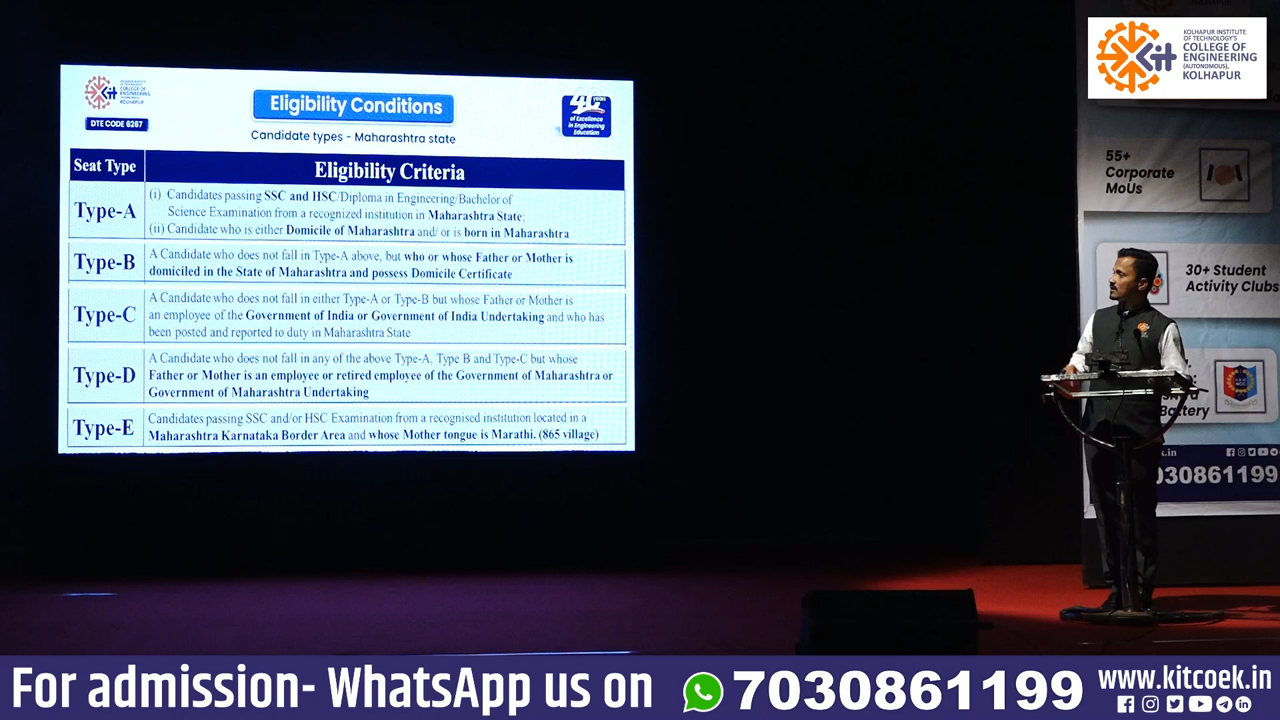 KOLHAPUR INSTITUTE
OF TECHNOLOGY'S
COLLEGE OF
ENGINEERING
(AUTONOMOUS),
KOLHAPUR
Kit
COLLEGE OF
ENGINEERING
KOLHAPUR
DTE CODE 6267
Eligibility Conditions
Candidate types - Maharashtra state
40 years
of Excellence
in Engineering
Education
Seat Type Eligibility Criteria
Type-A
(i) Candidates passing SSC and HSC/Diploma in Engineering/Bachelor of
Science Examination from a recognized institution in Maharashtra State;
(ii) Candidate who is either Domicile of Maharashtra and/ or is born in Maharashtra
Type-B
A Candidate who does not fall in Type-A above, but who or whose Father or Mother is
domiciled in the State of Maharashtra and possess Domicile Certificate
Type-C
A Candidate who does not fall in either Type-A or Type-B but whose Father or Mother is
an employee of the Government of India or Government of India Undertaking and who has
been posted and reported to duty in Maharashtra State
Type-D
A Candidate who does not fall in any of the above Type-A, Type B and Type-C but whose
Father or Mother is an employee or retired employee of the Government of Maharashtra or
Government of Maharashtra Undertaking
Type-E
Candidates passing SSC and/or HSC Examination from a recognised institution located in a
Maharashtra Karnataka Border Area and whose Mother tongue is Marathi. (865 village)
55+
Corporate
MoUs
30+ Student
Activity Clubs
Battery
k.in
030861199
For admission- WhatsApp us on 7030861199
www.kitcoek.in